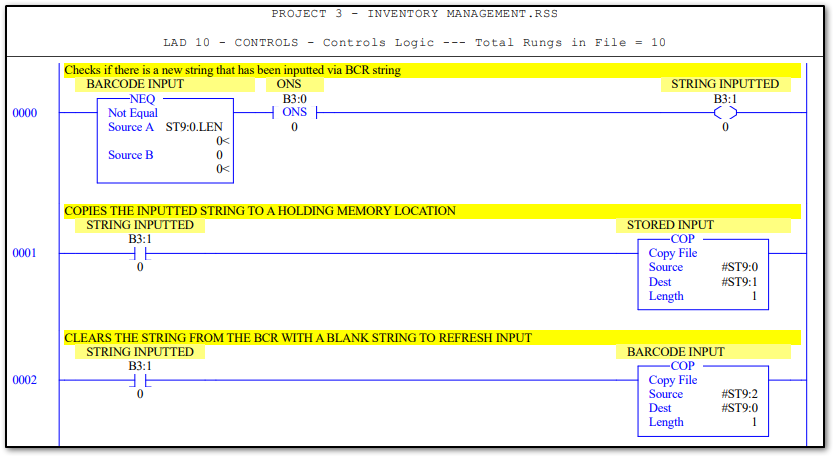 PROJECT 3 - INVENTORY MANAGEMENT.RSS
LAD 10 - CONTROLS - Controls Logic --- Total Rungs in File = 10
Checks if there is a new string that has been inputted via BCR string
BARCODE INPUT ONS STRING INPUTTED
NEQ B3:0 B3:1
0000 Not Equal ONS
Source A ST9:0.LEN 0 0
0<
Source B 0
0<
COPIES THE INPUTTED STRING TO A HOLDING MEMORY LOCATION
STRING INPUTTED STORED INPUT
B3:1 COP
0001 Copy File
0 Source #ST9:0
Dest #ST9:1
Length 1
CLEARS THE STRING FROM THE BCR WITH A BLANK STRING TO REFRESH INPUT
STRING INPUTTED BARCODE INPUT
B3:1 COP
0002 Copy File
0 Source #ST9:2
Dest #ST9:0
Length 1